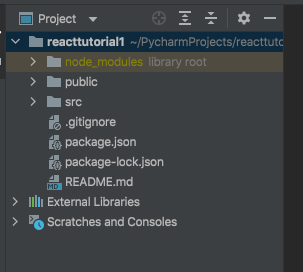 Project
reacttutorial1 ~/PycharmProjects/reacttuto
node_modules library root
public
src
.gitignore
package.json
package-lock.json
README.md
External Libraries
Scratches and Consoles